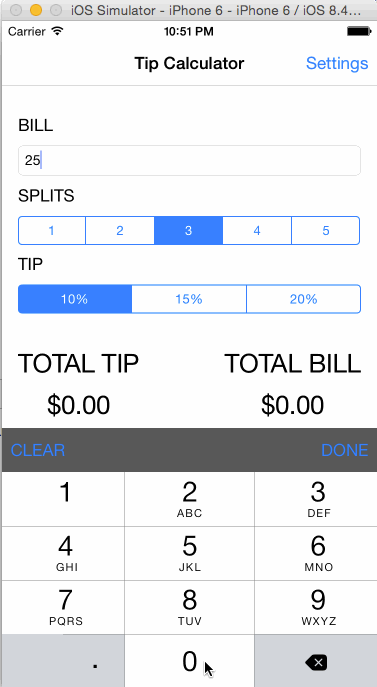 iOS Simulator - iPhone 6 - iPhone 6 / iOS 8.4...
Carrier 10:51 PM
Tip Calculator Settings
BILL
25
SPLITS
1 2 3 4 5
TIP
10% 15% 20%
TOTAL TIP TOTAL BILL
$0.00 $0.00
CLEAR DONE
1 2 3
ABC DEF
4 5 6
GHI JKL MNO
7 8 9
PQRS TUV WXYZ
. 0